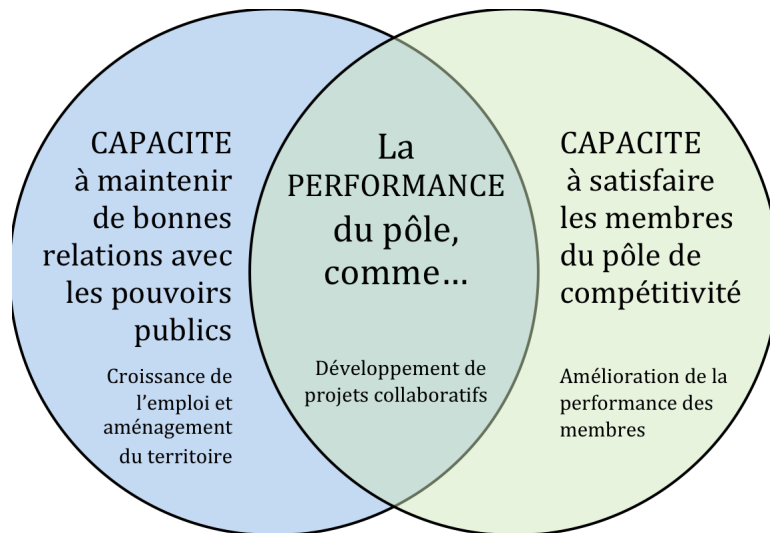 CAPACITE
à maintenir
de bonnes
relations avec
les pouvoirs
publics
Croissance de
l’emploi et
aménagement
du territoire
La
PERFORMANCE
du pôle,
comme…
Développement de
projets collaboratifs
CAPACITE
à satisfaire
les membres
du pôle de
compétitivité
Amélioration de la
performance des
membres